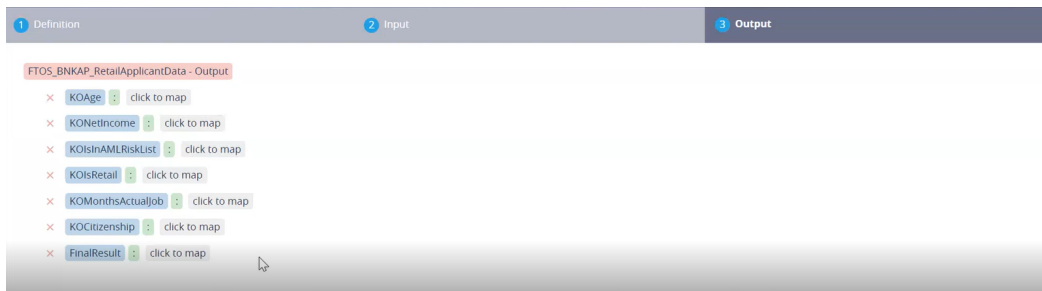 1 Definition
2 Input
3 Output
FTOS_BNKAP_RetailApplicantData - Output
× KOAge : click to map
× KONetIncome : click to map
× KOIsInAMLRiskList : click to map
× KOIsRetail : click to map
× KOMonthsActualJob : click to map
× KOCitizenship : click to map
× FinalResult : click to map